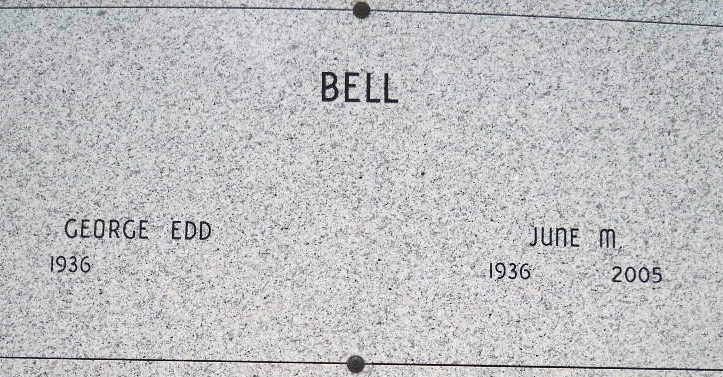 BELL
GEORGE EDD
1936
JUNE M.
1936 2005